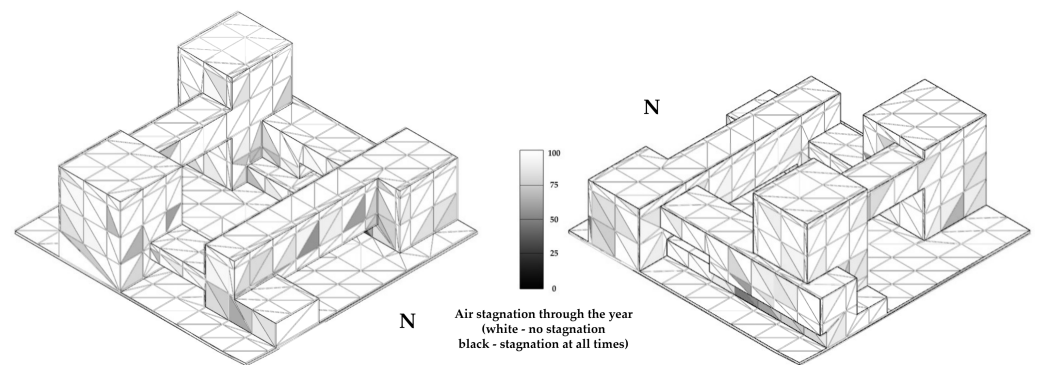 N
100
75
50
25
0
N
Air stagnation through the year
(white - no stagnation
black - stagnation at all times)